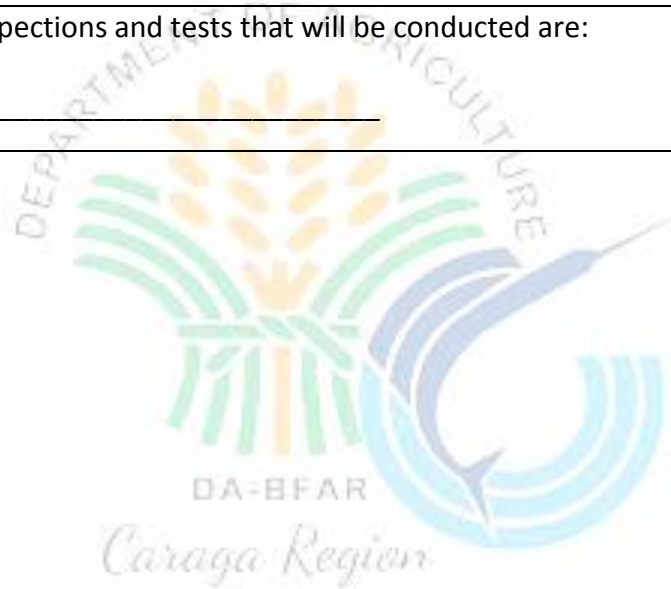 pections and tests that will be conducted are:
DEPARTMENT OF AGRICULTURE
DA-BFAR
Caraga Region